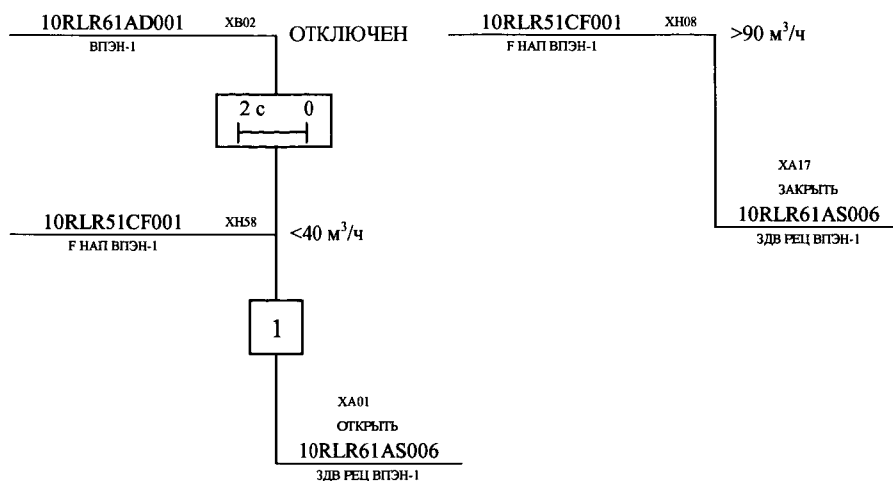 10RLR61AD001 XB02 ОТКЛЮЧЕН
ВПЭН-1
2 с 0
10RLR51CF001 XH58 <40 м³/ч
F НАП ВПЭН-1
1
XA01
ОТКРЫТЬ
10RLR61AS006
ЗДВ РЕЦ ВПЭН-1
10RLR51CF001 XH08 >90 м³/ч
F НАП ВПЭН-1
XA17
ЗАКРЫТЬ
10RLR61AS006
ЗДВ РЕЦ ВПЭН-1